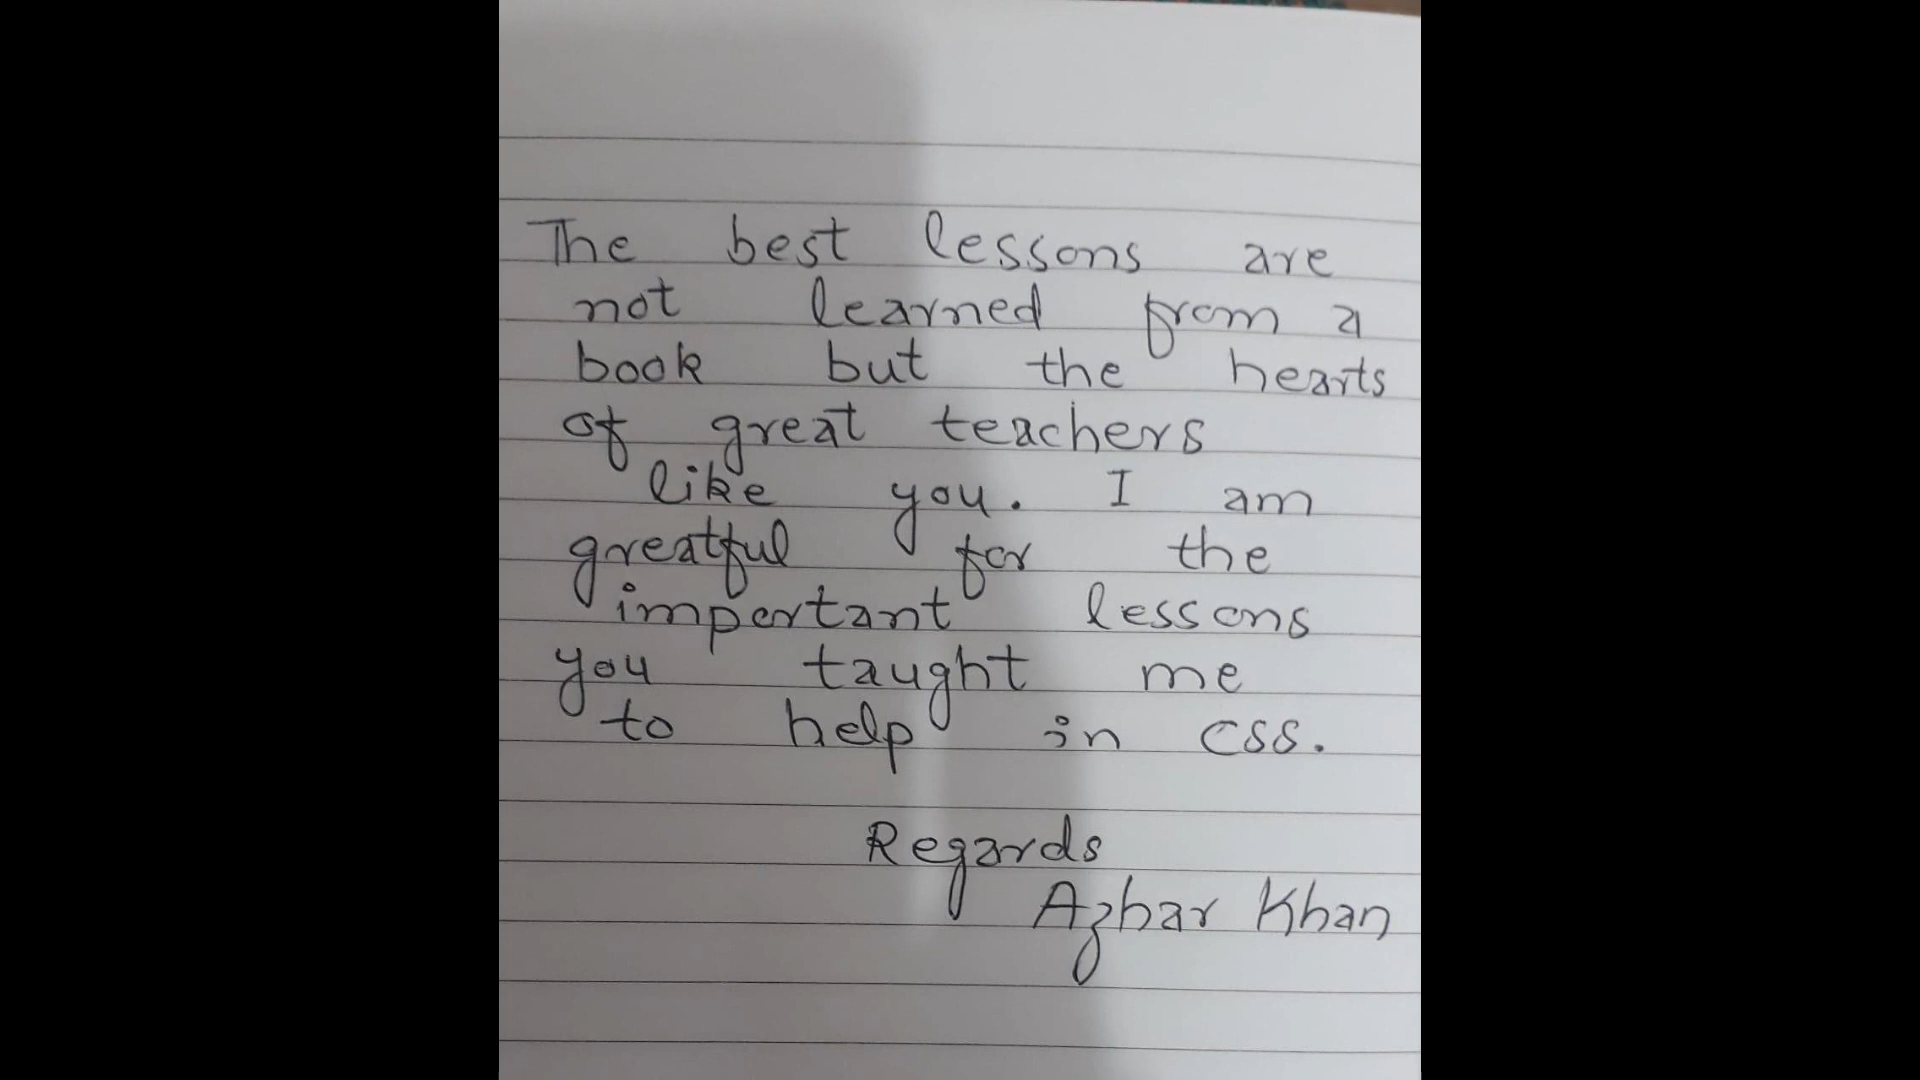 The best lessons are
not learned from a
book but the hearts
of great teachers
like you. I am
greatful for the
important lessons
you taught me
to help in CSS.
Regards
Azhar Khan